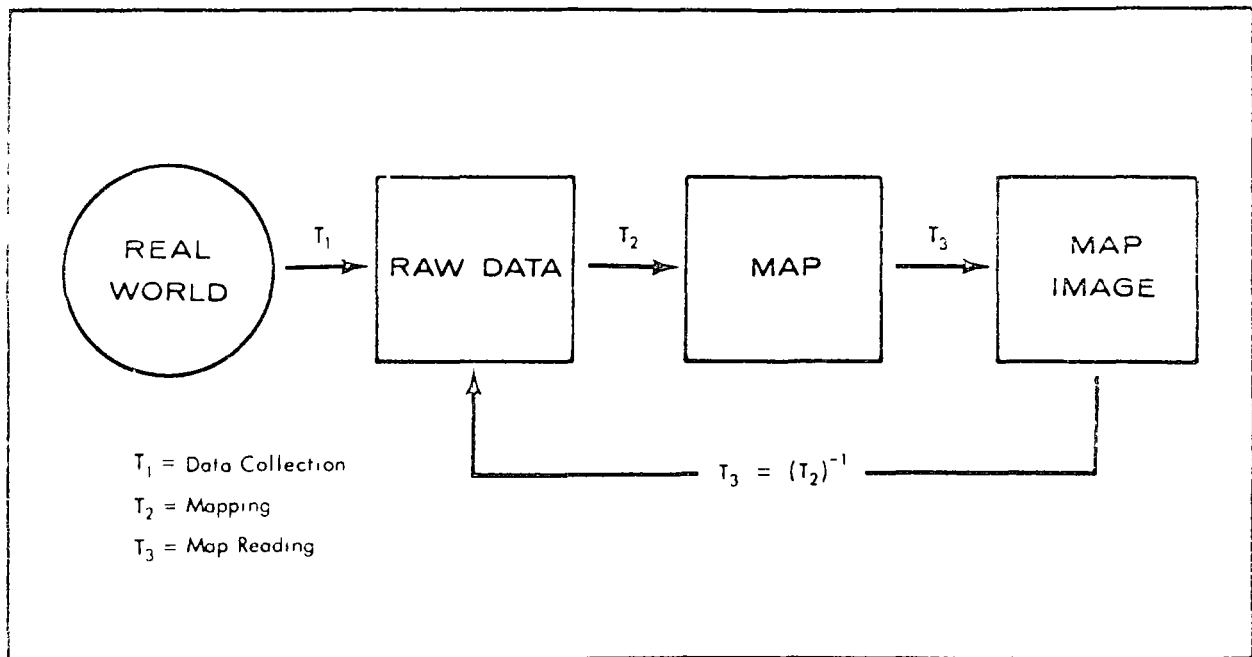 REAL
WORLD
T₁
RAW DATA
T₂
MAP
T₃
MAP
IMAGE
T₃ = (T₂)⁻¹
T₁ = Data Collection
T₂ = Mapping
T₃ = Map Reading